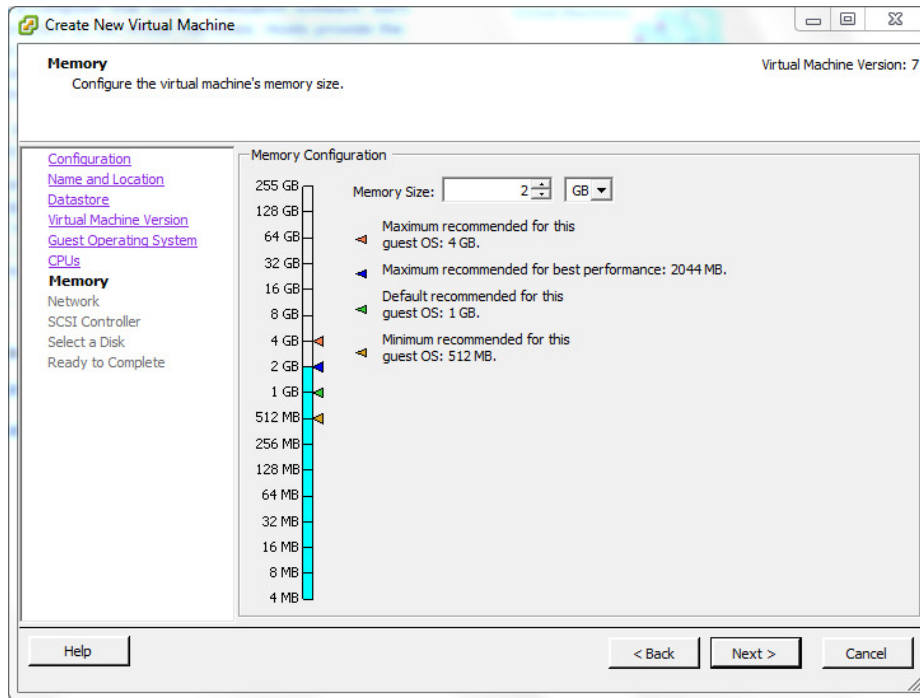 Create New Virtual Machine
Memory
Configure the virtual machine's memory size.
Virtual Machine Version: 7
Configuration
Name and Location
Datastore
Virtual Machine Version
Guest Operating System
CPUs
Memory
Network
SCSI Controller
Select a Disk
Ready to Complete
Memory Configuration
255 GB
128 GB
64 GB
32 GB
16 GB
8 GB
4 GB
2 GB
1 GB
512 MB
256 MB
128 MB
64 MB
32 MB
16 MB
8 MB
4 MB
Memory Size: 2 GB
Maximum recommended for this
guest OS: 4 GB.
Maximum recommended for best performance: 2044 MB.
Default recommended for this
guest OS: 1 GB.
Minimum recommended for this
guest OS: 512 MB.
Help
< Back
Next >
Cancel